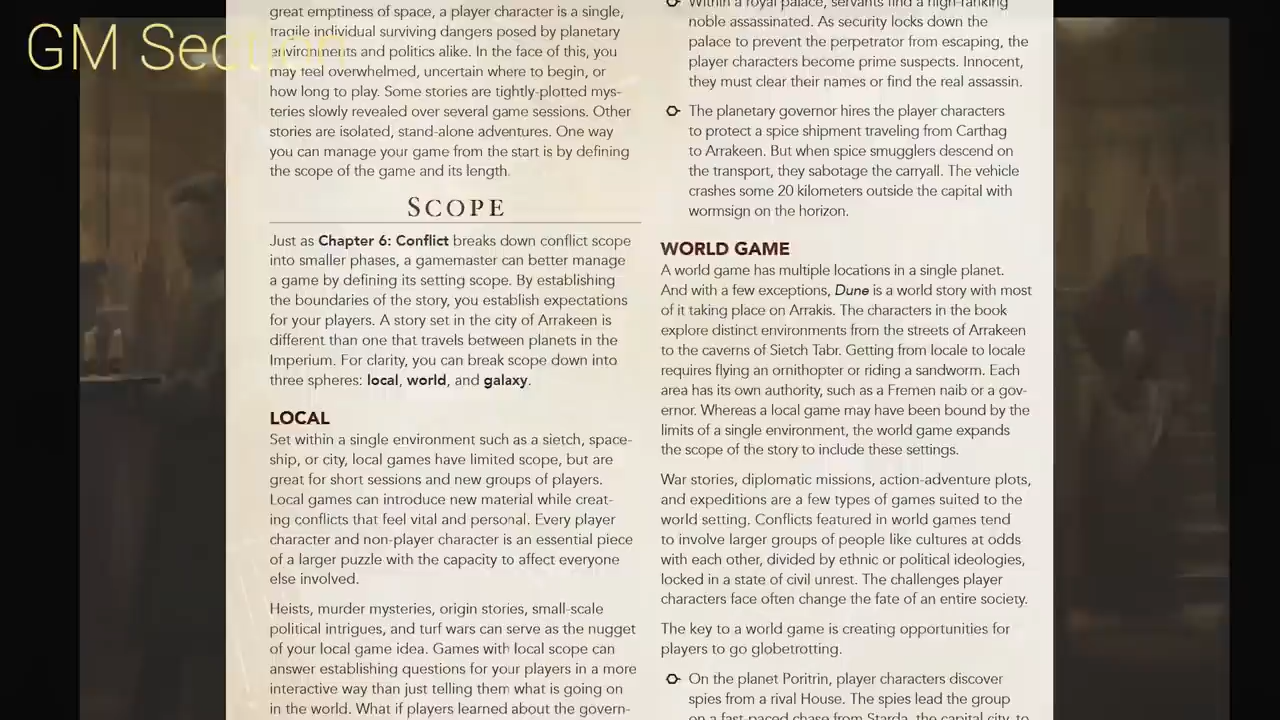 GM Section
great emptiness of space, a player character is a single,
fragile individual surviving dangers posed by planetary
environments and politics alike. In the face of this, you
may feel overwhelmed, uncertain where to begin, or
how long to play. Some stories are tightly-plotted mys-
teries slowly revealed over several game sessions. Other
stories are isolated, stand-alone adventures. One way
you can manage your game from the start is by defining
the scope of the game and its length.
SCOPE
Just as Chapter 6: Conflict breaks down conflict scope
into smaller phases, a gamemaster can better manage
a game by defining its setting scope. By establishing
the boundaries of the story, you establish expectations
for your players. A story set in the city of Arrakeen is
different than one that travels between planets in the
Imperium. For clarity, you can break scope down into
three spheres: local, world, and galaxy.
LOCAL
Set within a single environment such as a sietch, space-
ship, or city, local games have limited scope, but are
great for short sessions and new groups of players.
Local games can introduce new material while creat-
ing conflicts that feel vital and personal. Every player
character and non-player character is an essential piece
of a larger puzzle with the capacity to affect everyone
else involved.
Heists, murder mysteries, origin stories, small-scale
political intrigues, and turf wars can serve as the nugget
of your local game idea. Games with local scope can
answer establishing questions for your players in a more
interactive way than just telling them what is going on
in the world. What if players learned about the govern-
Within a royal palace, servants find a high-ranking
noble assassinated. As security locks down the
palace to prevent the perpetrator from escaping, the
player characters become prime suspects. Innocent,
they must clear their names or find the real assassin.
The planetary governor hires the player characters
to protect a spice shipment traveling from Carthag
to Arrakeen. But when spice smugglers descend on
the transport, they sabotage the carryall. The vehicle
crashes some 20 kilometers outside the capital with
wormsign on the horizon.
WORLD GAME
A world game has multiple locations in a single planet.
And with a few exceptions, Dune is a world story with most
of it taking place on Arrakis. The characters in the book
explore distinct environments from the streets of Arrakeen
to the caverns of Sietch Tabr. Getting from locale to locale
requires flying an ornithopter or riding a sandworm. Each
area has its own authority, such as a Fremen naib or a gov-
ernor. Whereas a local game may have been bound by the
limits of a single environment, the world game expands
the scope of the story to include these settings.
War stories, diplomatic missions, action-adventure plots,
and expeditions are a few types of games suited to the
world setting. Conflicts featured in world games tend
to involve larger groups of people like cultures at odds
with each other, divided by ethnic or political ideologies,
locked in a state of civil unrest. The challenges player
characters face often change the fate of an entire society.
The key to a world game is creating opportunities for
players to go globetrotting.
On the planet Poritrin, player characters discover
spies from a rival House. The spies lead the group
on a fast-paced chase from Starda, the capital city, to